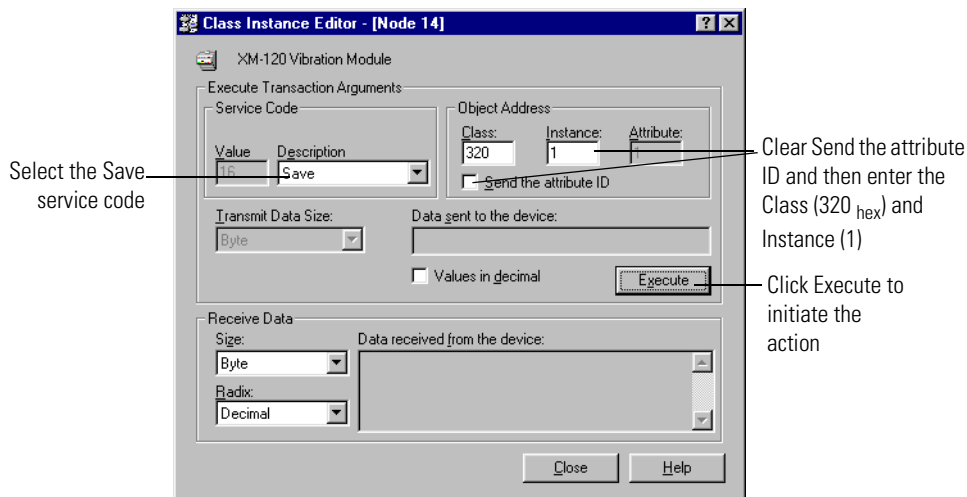 Class Instance Editor - [Node 14]
XM-120 Vibration Module
Execute Transaction Arguments
Service Code
Value
Description
16
Save
Object Address
Class:
Instance:
Attribute:
320
1
1
Send the attribute ID
Transmit Data Size:
Byte
Data sent to the device:
Values in decimal
Execute
Receive Data
Size:
Byte
Radix:
Decimal
Data received from the device:
Close
Help
Select the Save
service code
Clear Send the attribute
ID and then enter the
Class (320 hex) and
Instance (1)
Click Execute to
initiate the
action